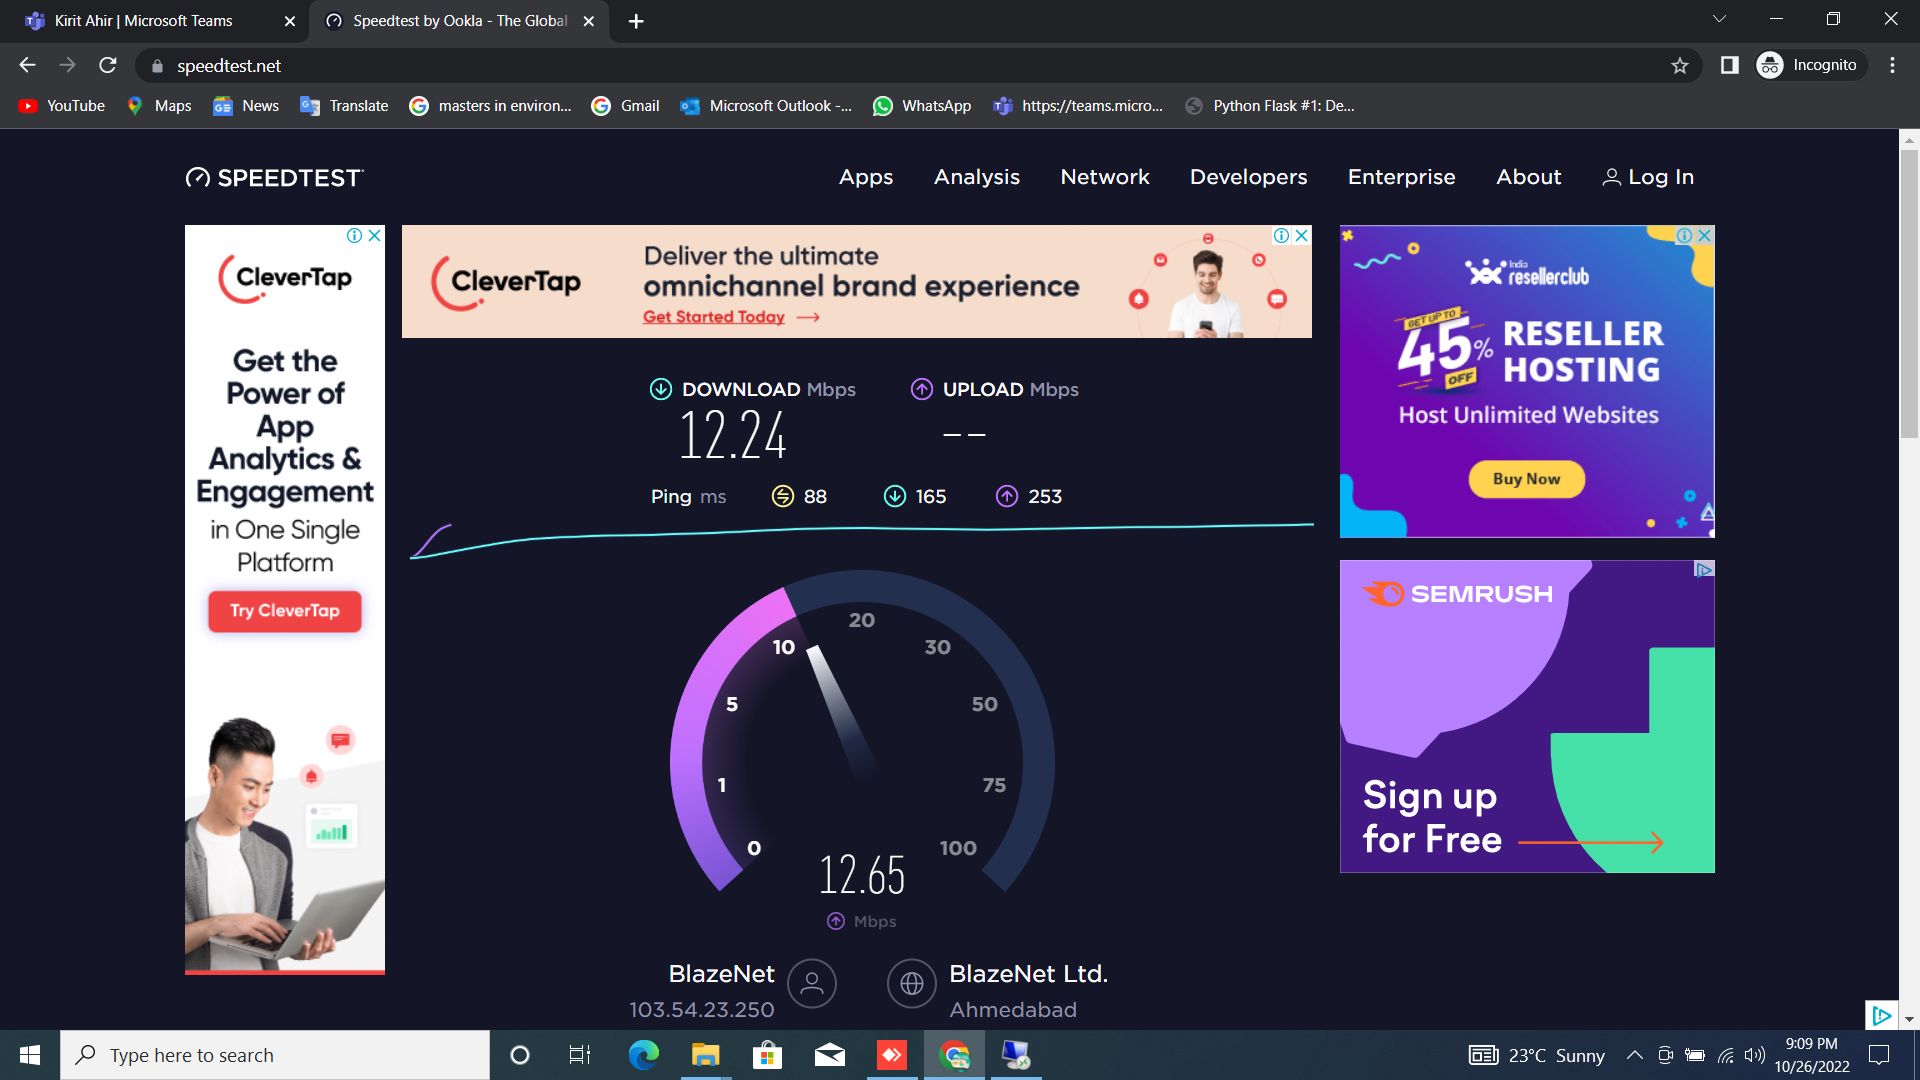 Kirit Ahir | Microsoft Teams
Speedtest by Ookla - The Global
speedtest.net
Incognito
YouTube
Maps
News
Translate
masters in environ...
Gmail
Microsoft Outlook -...
WhatsApp
https://teams.micro...
Python Flask #1: De...
SPEEDTEST
Apps
Analysis
Network
Developers
Enterprise
About
Log In
CleverTap
Get the
Power of
App
Analytics &
Engagement
in One Single
Platform
Try CleverTap
CleverTap
Deliver the ultimate
omnichannel brand experience
Get Started Today
India
resellerclub
GET UP TO
45%
OFF
RESELLER
HOSTING
Host Unlimited Websites
Buy Now
DOWNLOAD Mbps
12.24
UPLOAD Mbps
– –
Ping ms
88
165
253
0
1
5
10
20
30
50
75
100
12.65
Mbps
BlazeNet
103.54.23.250
BlazeNet Ltd.
Ahmedabad
SEMRUSH
Sign up
for Free
Type here to search
23°C Sunny
9:09 PM
10/26/2022